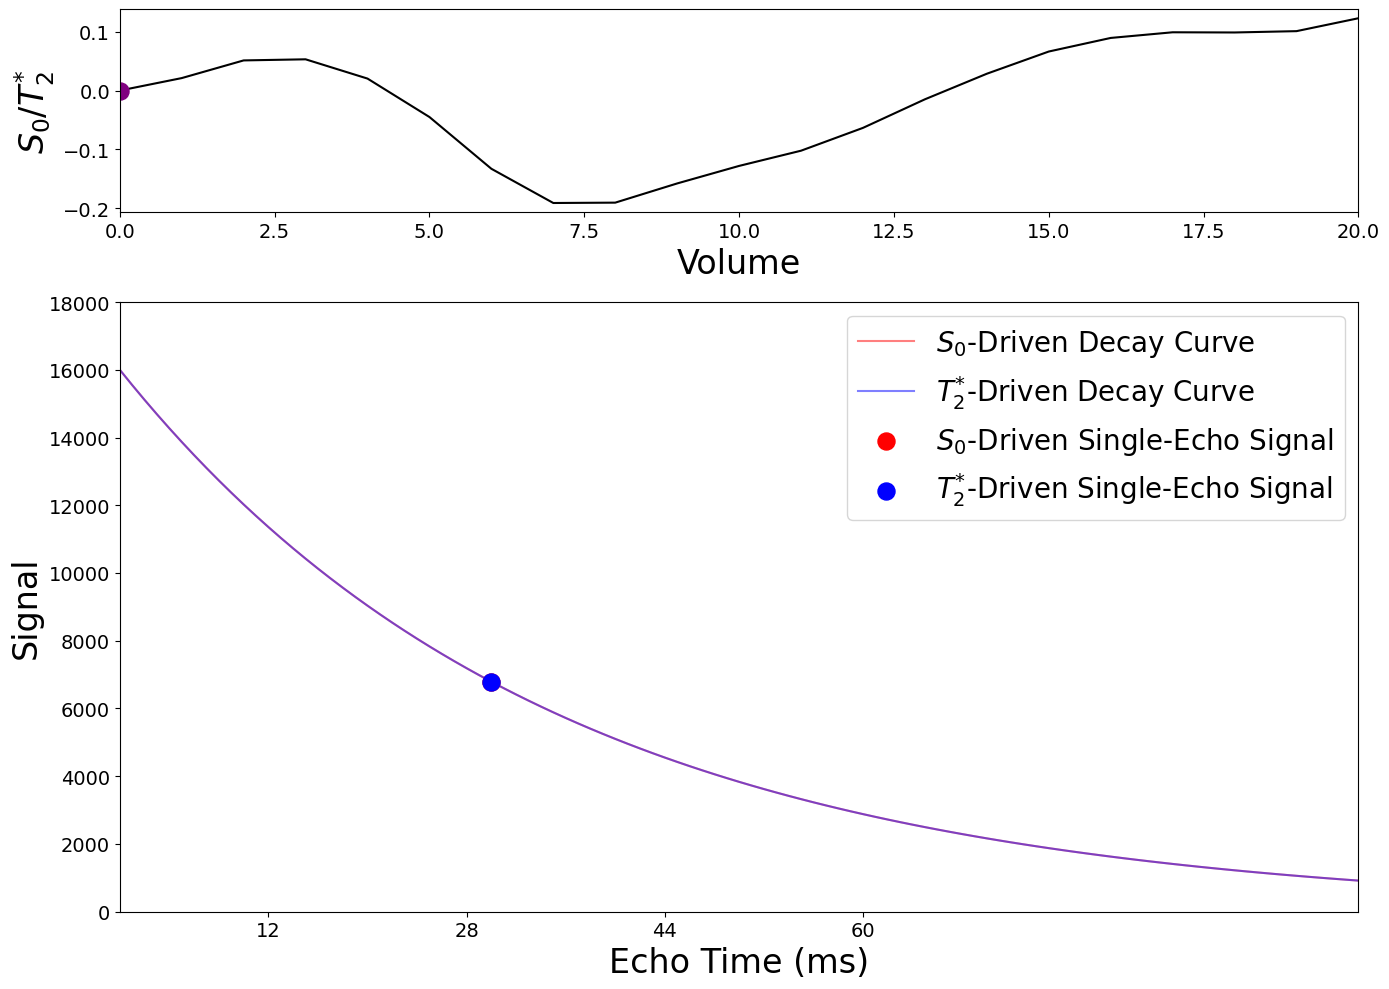 S₀/T₂*
0.1
0.0
−0.1
−0.2
0.0 2.5 5.0 7.5 10.0 12.5 15.0 17.5 20.0
Volume
Signal
18000
16000
14000
12000
10000
8000
6000
4000
2000
0
S₀-Driven Decay Curve
T₂*-Driven Decay Curve
S₀-Driven Single-Echo Signal
T₂*-Driven Single-Echo Signal
12 28 44 60
Echo Time (ms)